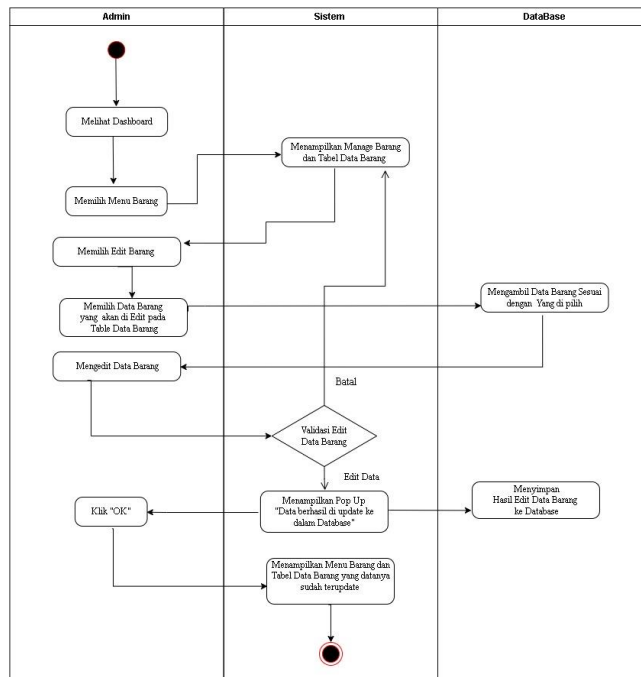 Admin
Sistem
DataBase
Melihat Dashboard
Menampilkan Manage Barang
dan Tabel Data Barang
Memilih Menu Barang
Memilih Edit Barang
Memilih Data Barang
yang akan di Edit pada
Table Data Barang
Mengambil Data Barang Sesuai
dengan Yang di pilih
Mengedit Data Barang
Batal
Validasi Edit
Data Barang
Edit Data
Menampilkan Pop Up
"Data berhasil di update ke
dalam Database"
Klik "OK"
Menyimpan
Hasil Edit Data Barang
ke Database
Menampilkan Menu Barang dan
Tabel Data Barang yang datanya
sudah terupdate